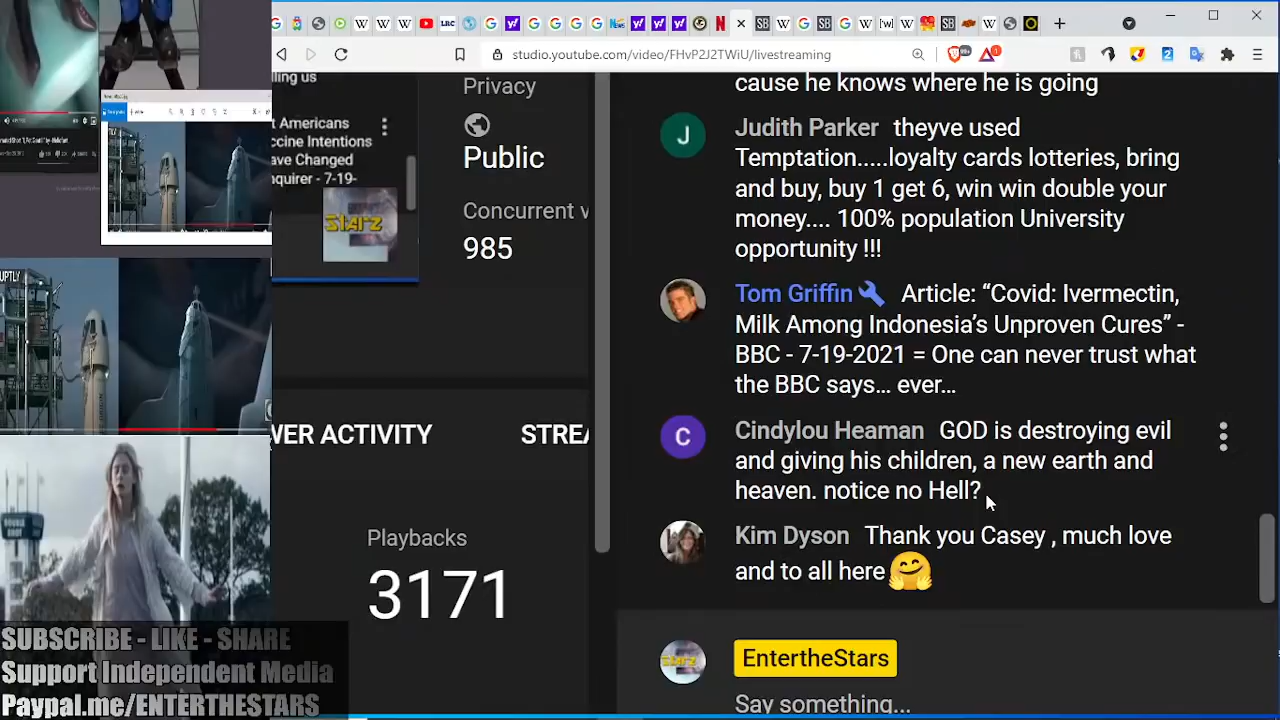 studio.youtube.com/video/FHvP2J2TWiU/livestreaming
lling us
Privacy
Public
Concurrent v
985
t Americans
ccine Intentions
ave Changed
nquirer - 7-19-
Starz
WER ACTIVITY
STREA
Playbacks
3171
cause he knows where he is going
J
Judith Parker theyve used
Temptation.....loyalty cards lotteries, bring
and buy, buy 1 get 6, win win double your
money.... 100% population University
opportunity !!!
Tom Griffin Article: “Covid: Ivermectin,
Milk Among Indonesia’s Unproven Cures” -
BBC - 7-19-2021 = One can never trust what
the BBC says... ever...
C
Cindylou Heaman GOD is destroying evil
and giving his children, a new earth and
heaven. notice no Hell?
Kim Dyson Thank you Casey , much love
and to all here🤗
EntertheStars
Say something...
RUPTLY
SUBSCRIBE - LIKE - SHARE
Support Independent Media
Paypal.me/ENTERTHESTARS